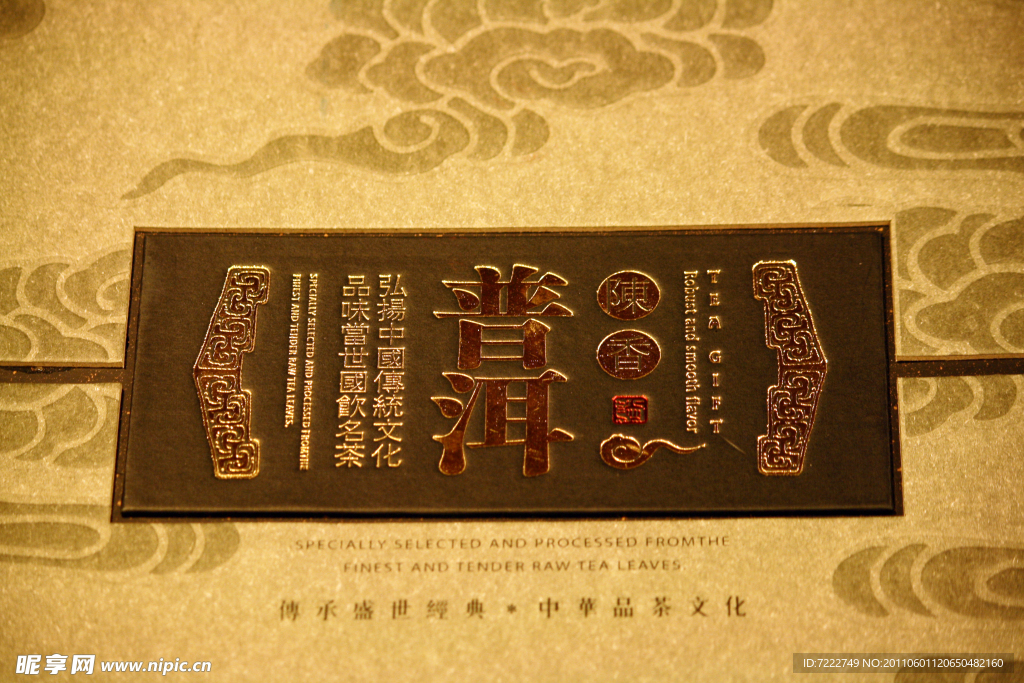 TEA GIFT
Robust and smooth flavor
陳香
普洱
弘揚中國傳統文化
品味當世國飲名茶
SPECIALLY SELECTED AND PROCESSED FROMTHE
FINEST AND TENDER RAW TEA LEAVES.
SPECIALLY SELECTED AND PROCESSED FROMTHE
FINEST AND TENDER RAW TEA LEAVES.
傳承盛世經典 * 中華品茶文化
昵享网 www.nipic.cn
ID:7222749 NO:20110601120650482160